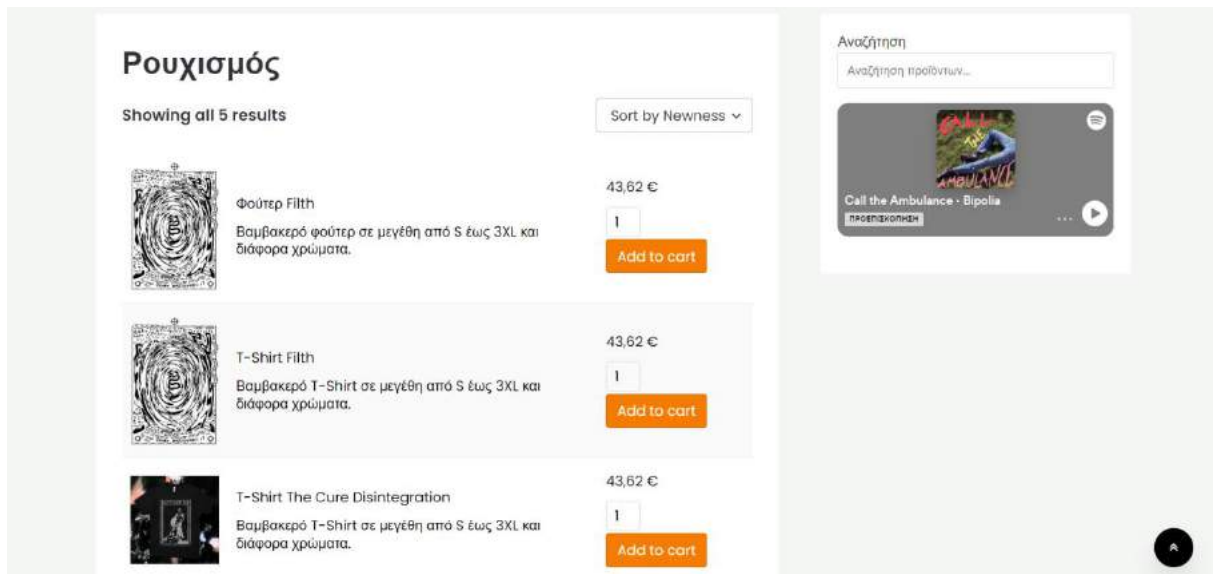 Ρουχισμός
Showing all 5 results
Sort by Newness
Φούτερ Filth
Βαμβακερό φούτερ σε μεγέθη από S έως 3XL και
διάφορα χρώματα.
43,62 €
1
Add to cart
T-Shirt Filth
Βαμβακερό T-Shirt σε μεγέθη από S έως 3XL και
διάφορα χρώματα.
43,62 €
1
Add to cart
T-Shirt The Cure Disintegration
Βαμβακερό T-Shirt σε μεγέθη από S έως 3XL και
διάφορα χρώματα.
43,62 €
1
Add to cart
Αναζήτηση
Αναζήτηση προϊόντων...
CALL
THE
AMBULANCE
Call the Ambulance - Bipolia
ΠΡΟΕΠΙΣΚΟΠΗΣΗ